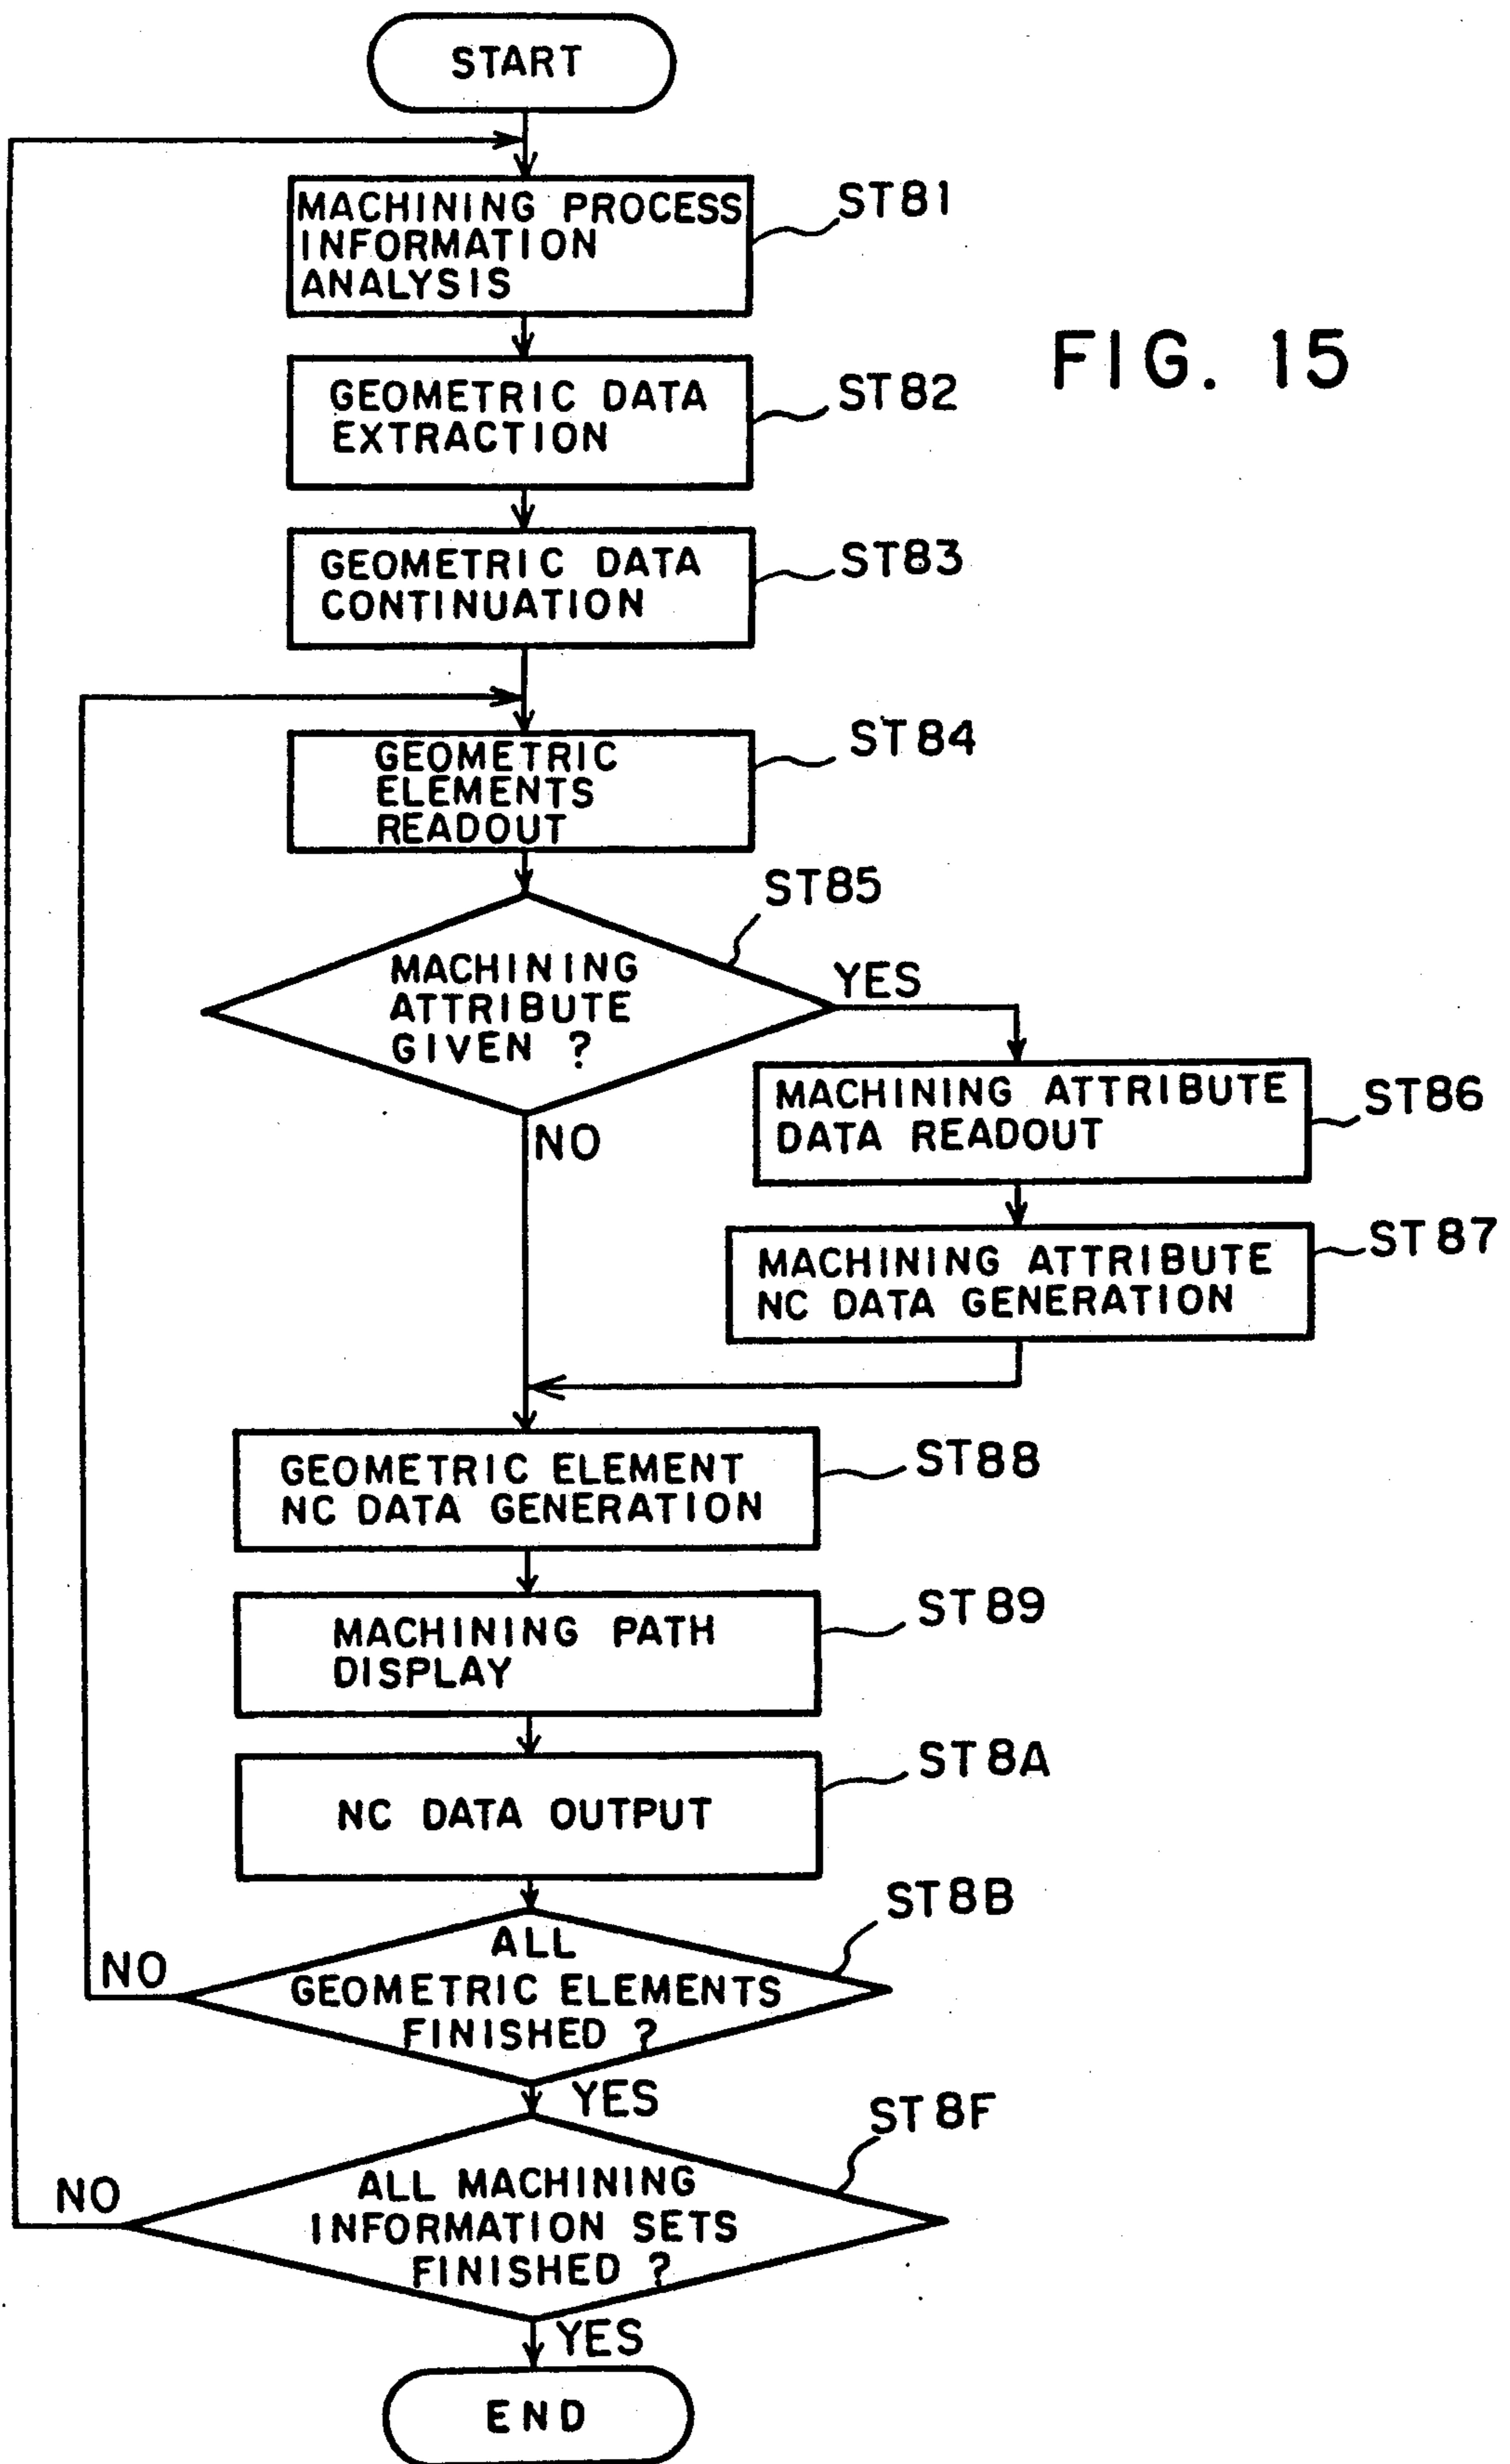 START
MACHINING PROCESS
INFORMATION
ANALYSIS
ST81
FIG. 15
GEOMETRIC DATA
EXTRACTION
ST82
GEOMETRIC DATA
CONTINUATION
ST83
GEOMETRIC
ELEMENTS
READOUT
ST84
ST85
MACHINING
ATTRIBUTE
GIVEN ?
YES
NO
MACHINING ATTRIBUTE
DATA READOUT
ST86
MACHINING ATTRIBUTE
NC DATA GENERATION
ST87
GEOMETRIC ELEMENT
NC DATA GENERATION
ST88
MACHINING PATH
DISPLAY
ST89
NC DATA OUTPUT
ST8A
ST8B
ALL
GEOMETRIC ELEMENTS
FINISHED ?
NO
YES
ST8F
ALL MACHINING
INFORMATION SETS
FINISHED ?
NO
YES
END